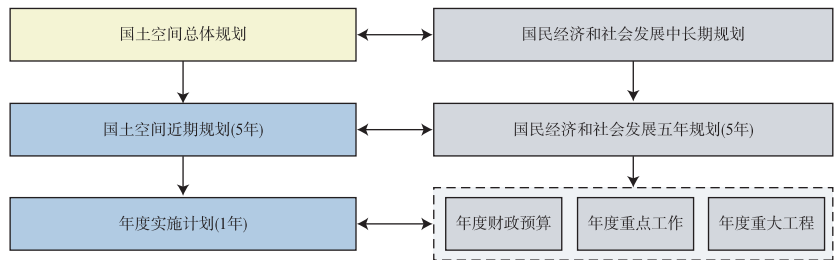 国土空间总体规划
国民经济和社会发展中长期规划
国土空间近期规划(5年)
国民经济和社会发展五年规划(5年)
年度实施计划(1年)
年度财政预算
年度重点工作
年度重大工程